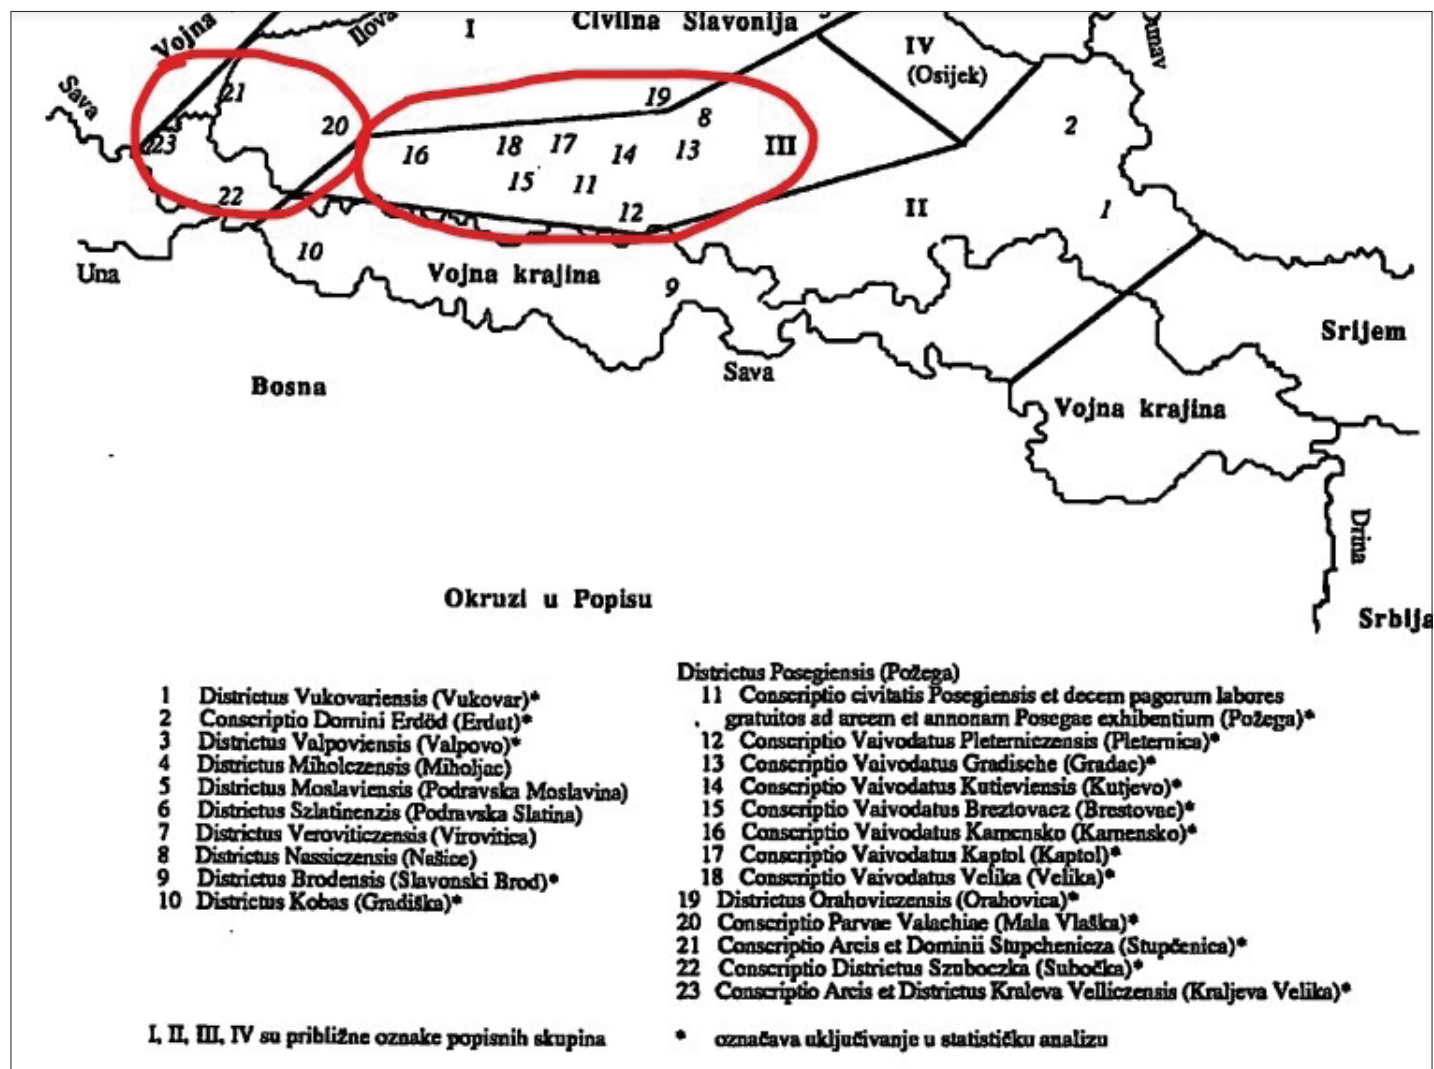 Vojna
Ilova
I
Civilna Slavonija
IV
(Osijek)
Sava
21
19
8
20
2
23
16
18
17
14
13
III
15
11
22
12
II
1
10
Una
Vojna krajina
9
Srijem
Sava
Bosna
Vojna krajina
Drina
Okruzi u Popisu
Srbija
1 Districtus Vukovariensis (Vukovar)*
2 Conscriptio Domini Erdöd (Erdut)*
3 Districtus Valpoviensis (Valpovo)*
4 Districtus Miholczensis (Miholjac)
5 Districtus Moslaviensis (Podravska Moslavina)
6 Districtus Szlatinenzis (Podravska Slatina)
7 Districtus Veroviticzensis (Virovitica)
8 Districtus Nassiczensis (Našice)
9 Districtus Brodensis (Slavonski Brod)*
10 Districtus Kobas (Gradiška)*
Districtus Posegiensis (Požega)
11 Conscriptio civitatis Posegiensis et decem pagorum labores
gratuitos ad arcem et annonam Posegae exhibentium (Požega)*
12 Conscriptio Vaivodatus Pleterniczensis (Pleternica)*
13 Conscriptio Vaivodatus Gradische (Gradac)*
14 Conscriptio Vaivodatus Kutieviensis (Kutjevo)*
15 Conscriptio Vaivodatus Breztovacz (Brestovac)*
16 Conscriptio Vaivodatus Kamensko (Kamensko)*
17 Conscriptio Vaivodatus Kaptol (Kaptol)*
18 Conscriptio Vaivodatus Velika (Velika)*
19 Districtus Orahoviczensis (Orahovica)*
20 Conscriptio Parvae Valachiae (Mala Vlaška)*
21 Conscriptio Arcis et Dominii Stupchenicza (Stupčenica)*
22 Conscriptio Districtus Szuboczka (Subočka)*
23 Conscriptio Arcis et Districtus Kraleva Velliczensis (Kraljeva Velika)*
I, II, III, IV su približne oznake popisnih skupina
* označava uključivanje u statističku analizu